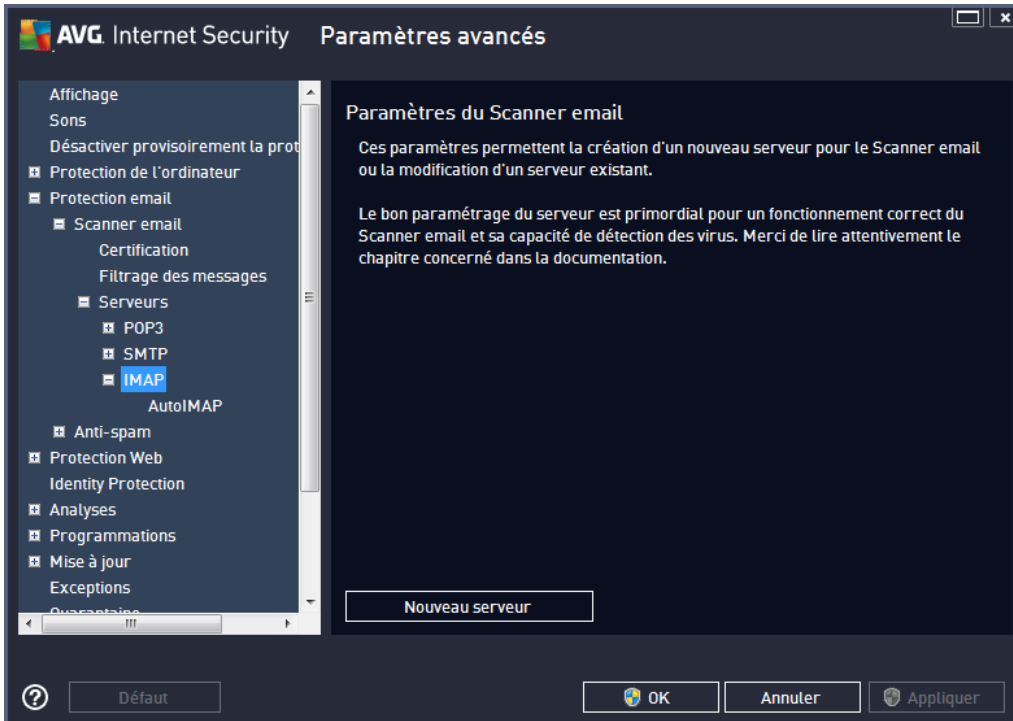 AVG. Internet Security Paramètres avancés
Affichage
Sons
Désactiver provisoirement la prot
Protection de l'ordinateur
Protection email
Scanner email
Certification
Filtrage des messages
Serveurs
POP3
SMTP
IMAP
AutoIMAP
Anti-spam
Protection Web
Identity Protection
Analyses
Programmations
Mise à jour
Exceptions
Quarantaine
Paramètres du Scanner email
Ces paramètres permettent la création d'un nouveau serveur pour le Scanner email
ou la modification d'un serveur existant.
Le bon paramétrage du serveur est primordial pour un fonctionnement correct du
Scanner email et sa capacité de détection des virus. Merci de lire attentivement le
chapitre concerné dans la documentation.
Nouveau serveur
Défaut
OK
Annuler
Appliquer